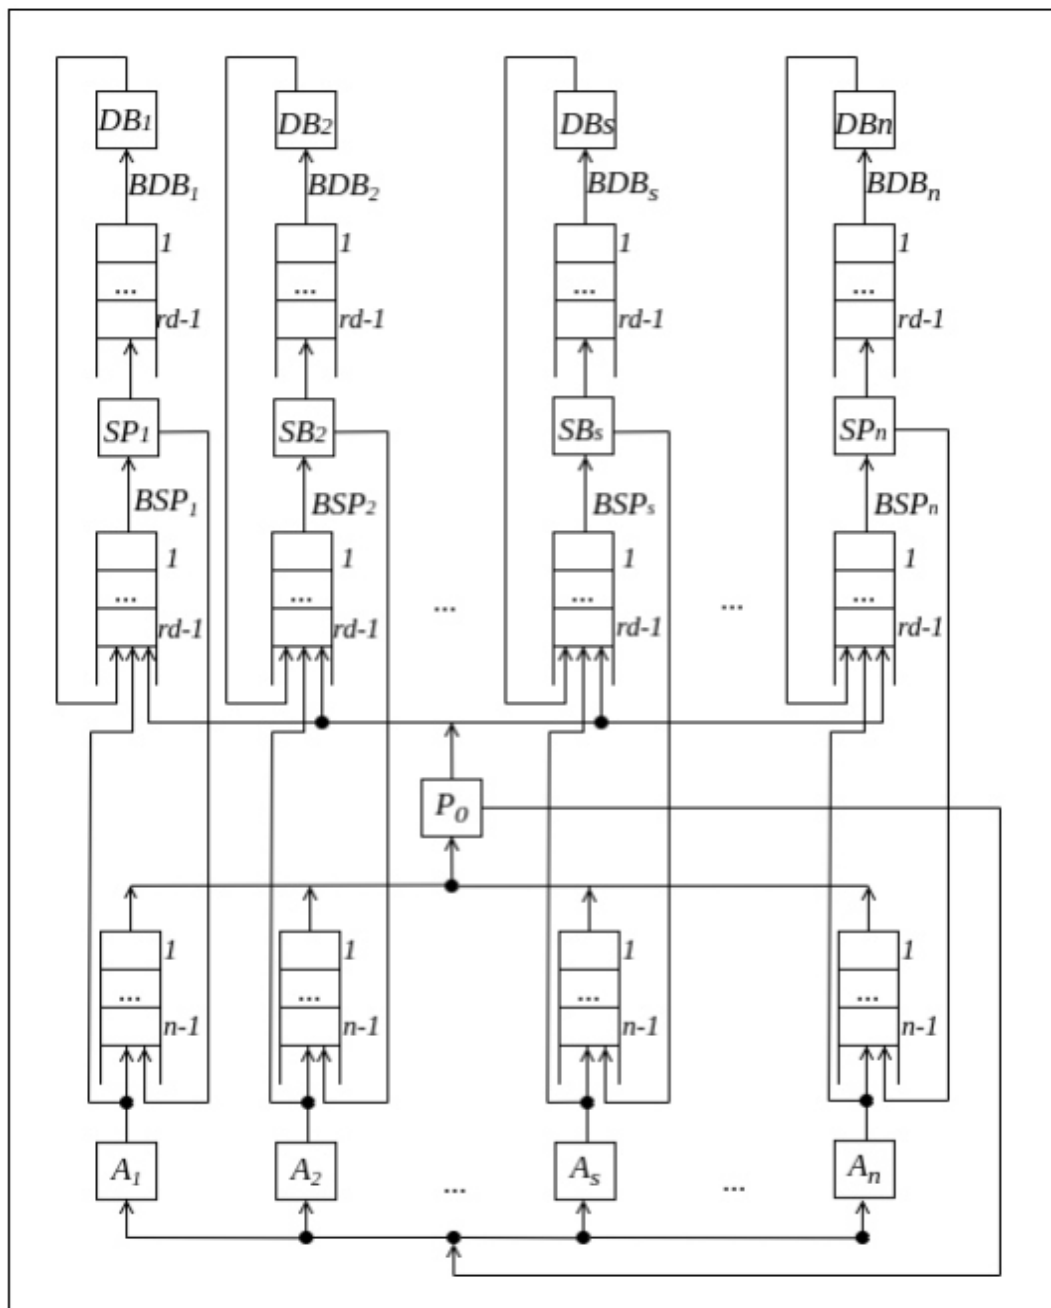 DB1 DB2 DBs DBn
BDB1 BDB2 BDBs BDBn
1 1 1 1
... ... ... ...
rd-1 rd-1 rd-1 rd-1
SP1 SB2 SBs SPn
BSP1 BSP2 BSPs BSPn
1 1 1 1
... ... ... ...
... ...
rd-1 rd-1 rd-1 rd-1
P0
1 1 1 1
... ... ... ...
n-1 n-1 n-1 n-1
A1 A2 ... As ... An